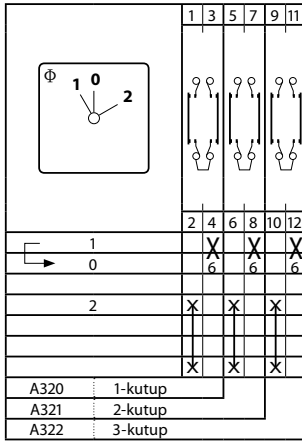 1 3 5 7 9 11
Φ
1 0
2
2 4 6 8 10 12
1 X X X
0 6 6 6
2 X X X
X X X
A320 1-kutup
A321 2-kutup
A322 3-kutup